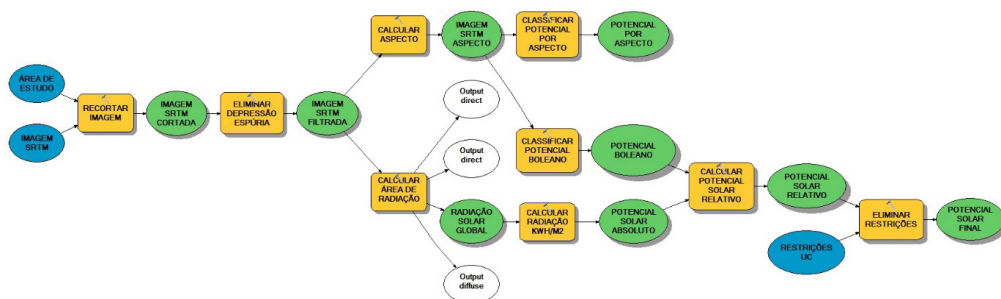 ÁREA DE
ESTUDO
IMAGEM
SRTM
RECORTAR
IMAGEM
IMAGEM
SRTM
CORTADA
ELIMINAR
DEPRESSÃO
ESPÚRIA
IMAGEM
SRTM
FILTRADA
CALCULAR
ASPECTO
IMAGEM
SRTM
ASPECTO
CLASSIFICAR
POTENCIAL
POR
ASPECTO
POTENCIAL
POR
ASPECTO
Output
direct
Output
direct
CALCULAR
ÁREA DE
RADIAÇÃO
RADIAÇÃO
SOLAR
GLOBAL
Output
diffuse
CLASSIFICAR
POTENCIAL
BOLEANO
POTENCIAL
BOLEANO
CALCULAR
RADIAÇÃO
KWH/M2
POTENCIAL
SOLAR
ABSOLUTO
CALCULAR
POTENCIAL
SOLAR
RELATIVO
POTENCIAL
SOLAR
RELATIVO
RESTRIÇÕES
UC
ELIMINAR
RESTRIÇÕES
POTENCIAL
SOLAR
FINAL